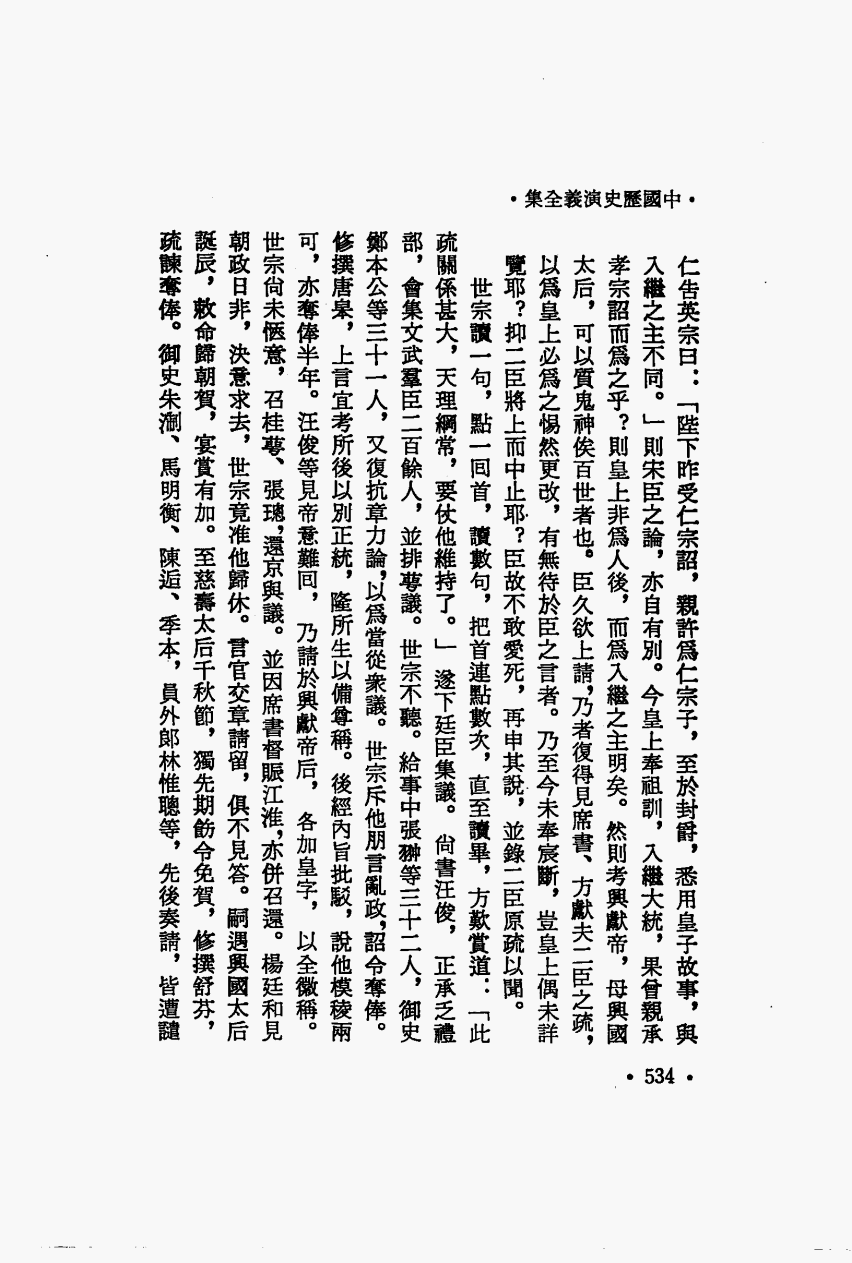 •中國歷史演義全集•
仁告英宗曰：「陛下昨受仁宗詔，親許爲仁宗子，至於封爵，悉用皇子故事，與
入繼之主不同。」則宋臣之論，亦自有別。今皇上奉祖訓，入繼大統，果曾親承
孝宗詔而爲之乎？則皇上非爲人後，而爲入繼之主明矣。然則考興獻帝，母興國
太后，可以質鬼神俟百世者也。臣久欲上請，乃者復得見席書、方獻夫二臣之疏，
以爲皇上必爲之惕然更改，有無待於臣之言者。乃至今未奉宸斷，豈皇上偶未詳
覽耶？抑二臣將上而中止耶？臣故不敢愛死，再申其說，並錄二臣原疏以聞。
世宗讀一句，點一回首，讀數句，把首連點數次，直至讀畢，方歎賞道：「此
疏關係甚大，天理綱常，要仗他維持了。」遂下廷臣集議。尙書汪俊，正承乏禮
部，會集文武羣臣二百餘人，並排萼議。世宗不聽。給事中張翀等三十二人，御史
鄭本公等三十一人，又復抗章力論，以爲當從衆議。世宗斥他朋言亂政，詔令奪俸。
修撰唐臯，上言宜考所後以別正統，隆所生以備尊稱。後經內旨批駁，說他模稜兩
可，亦奪俸半年。汪俊等見帝意難回，乃請於興獻帝后，各加皇字，以全徽稱。
世宗尙未愜意，召桂萼、張璁，還京與議。並因席書督賑江淮，亦併召還。楊廷和見
朝政日非，決意求去，世宗竟准他歸休。言官交章請留，俱不見答。嗣遇興國太后
誕辰，敕命歸朝賀，宴賞有加。至慈壽太后千秋節，獨先期飭令免賀，修撰舒芬，
疏諫奪俸。御史朱淛、馬明衡、陳逅、季本，員外郎林惟聰等，先後奏請，皆遭譴
•534•